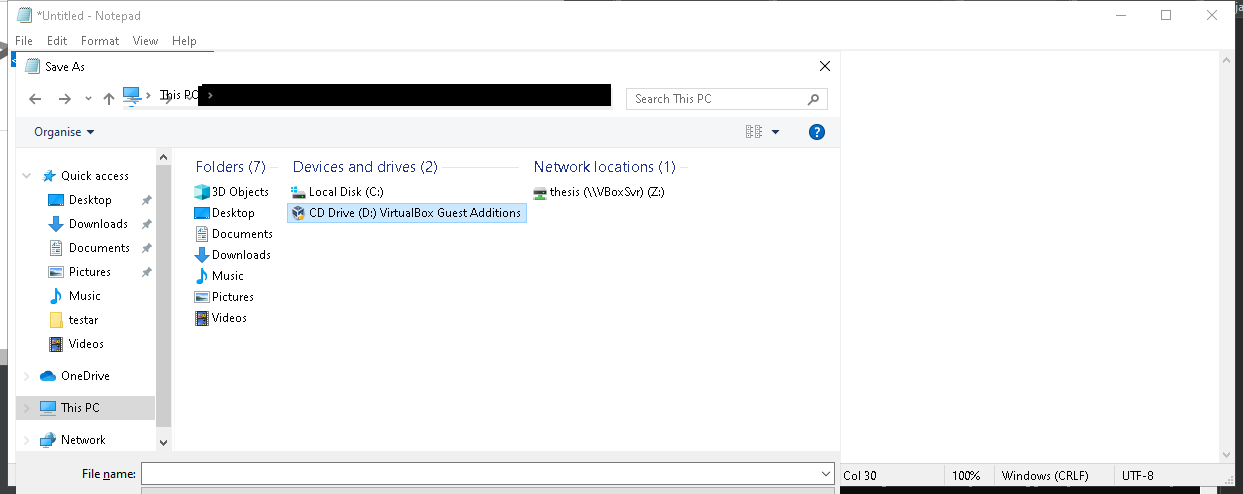 *Untitled - Notepad
File Edit Format View Help
Save As
This PC
Search This PC
Organise
Quick access
Desktop
Downloads
Documents
Pictures
Music
testar
Videos
OneDrive
This PC
Network
Folders (7)
3D Objects
Desktop
Documents
Downloads
Music
Pictures
Videos
Devices and drives (2)
Local Disk (C:)
CD Drive (D:) VirtualBox Guest Additions
Network locations (1)
thesis (\\VBoxSvr) (Z:)
File name:
Col 30 100% Windows (CRLF) UTF-8